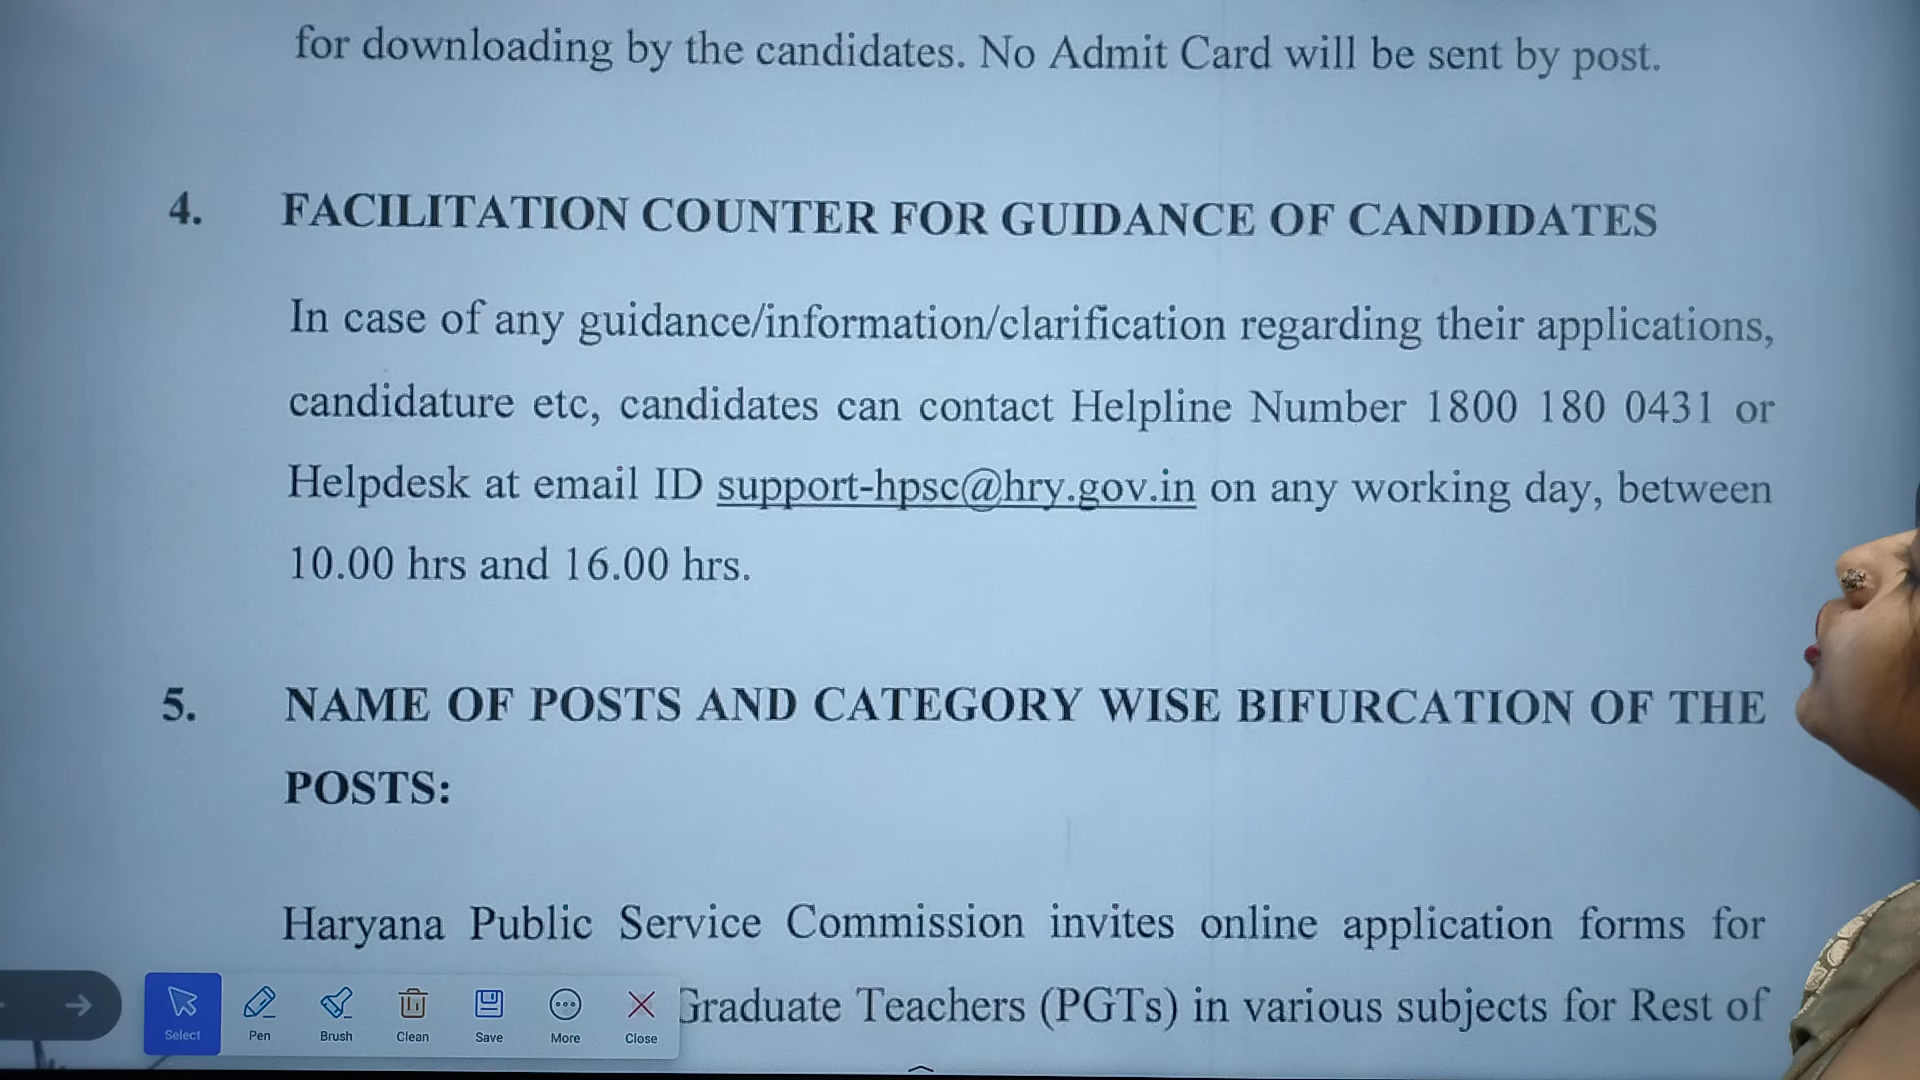 for downloading by the candidates. No Admit Card will be sent by post.
4. FACILITATION COUNTER FOR GUIDANCE OF CANDIDATES
In case of any guidance/information/clarification regarding their applications,
candidature etc, candidates can contact Helpline Number 1800 180 0431 or
Helpdesk at email ID support-hpsc@hry.gov.in on any working day, between
10.00 hrs and 16.00 hrs.
5. NAME OF POSTS AND CATEGORY WISE BIFURCATION OF THE
POSTS:
Haryana Public Service Commission invites online application forms for
Graduate Teachers (PGTs) in various subjects for Rest of
Select Pen Brush Clean Save More Close